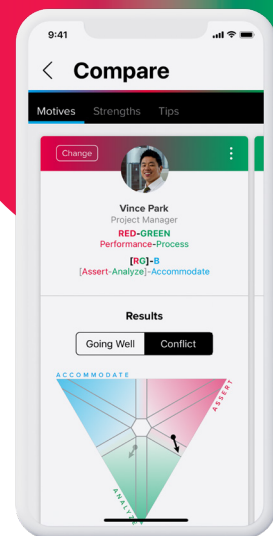 9:41
Compare
Motives Strengths Tips
Change
Vince Park
Project Manager
RED-GREEN
Performance-Process
[RG]-B
[Assert-Analyze]-Accommodate
Results
Going Well Conflict
ACCOMMODATE
ASSERT
ANALYZE